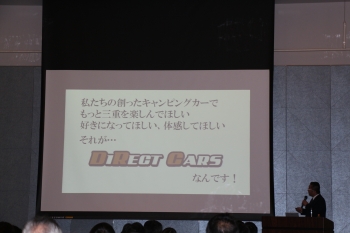 私たちの創ったキャンピングカーで
もっと三重を楽しんでほしい
好きになってほしい、体感してほしい
それが…
DIRECT CARS
なんです！